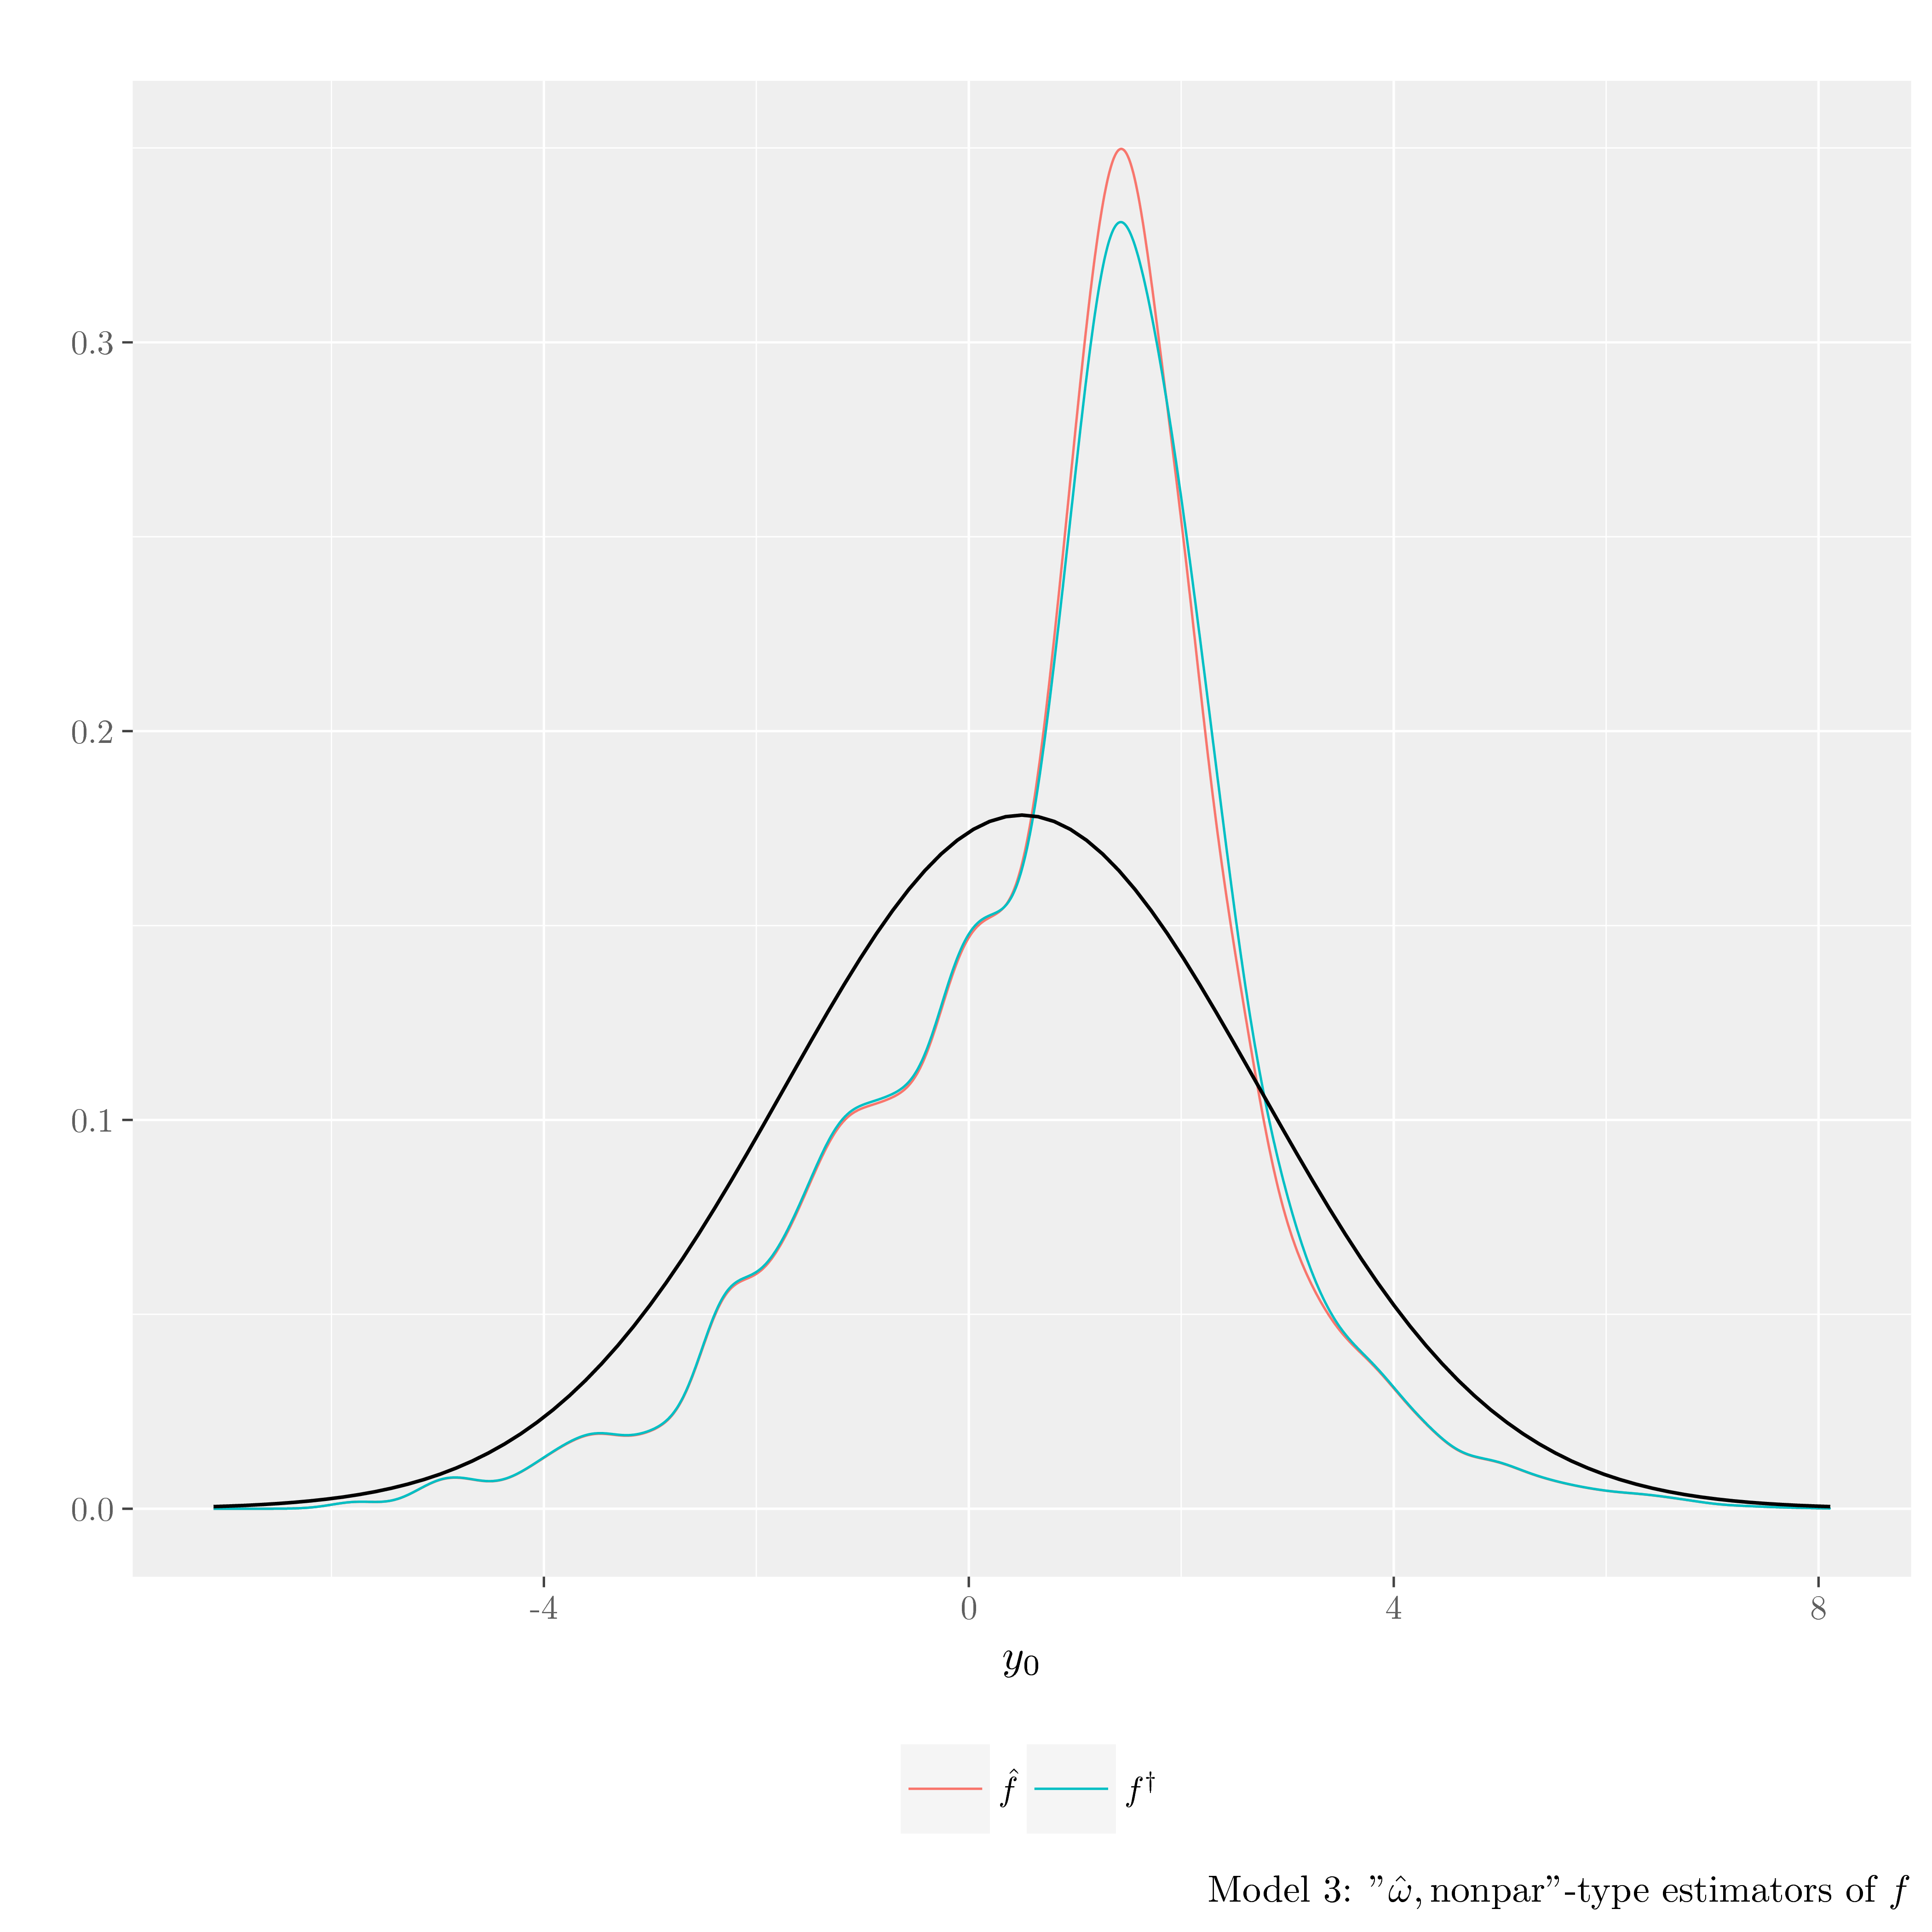 0.3
0.2
0.1
0.0
-4 0 4 8
y₀
f̂ f†
Model 3: ”ω̂, nonpar”-type estimators of f